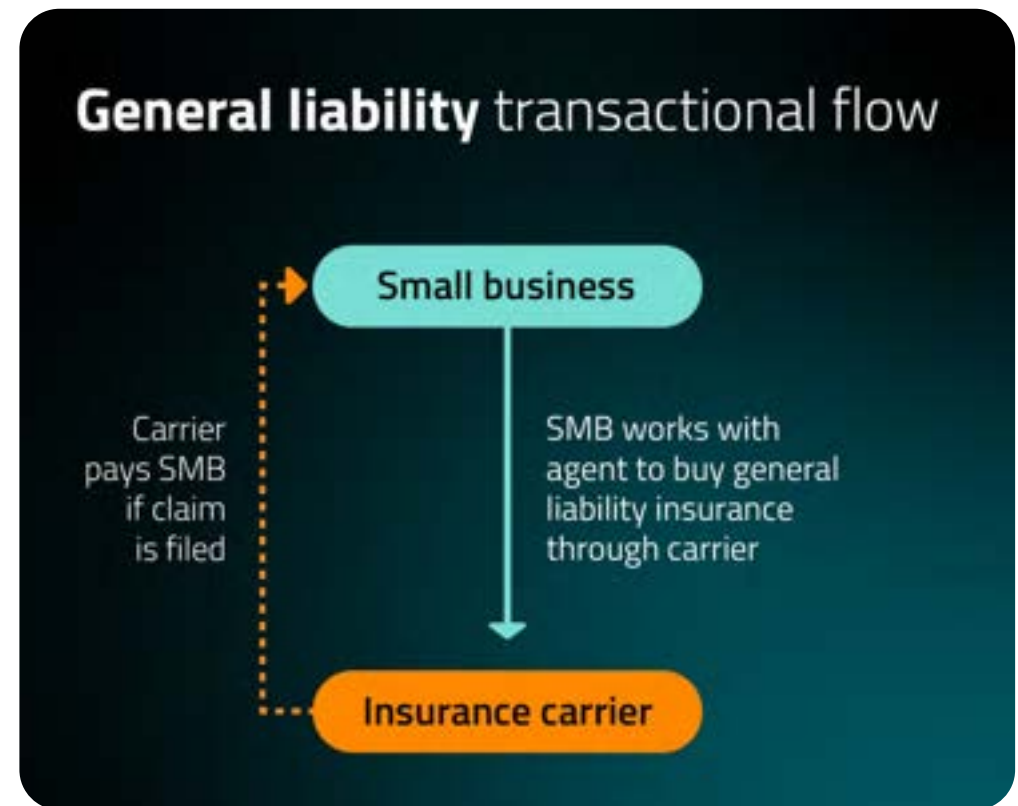 General liability transactional flow
Small business
Carrier
pays SMB
if claim
is filed
SMB works with
agent to buy general
liability insurance
through carrier
Insurance carrier